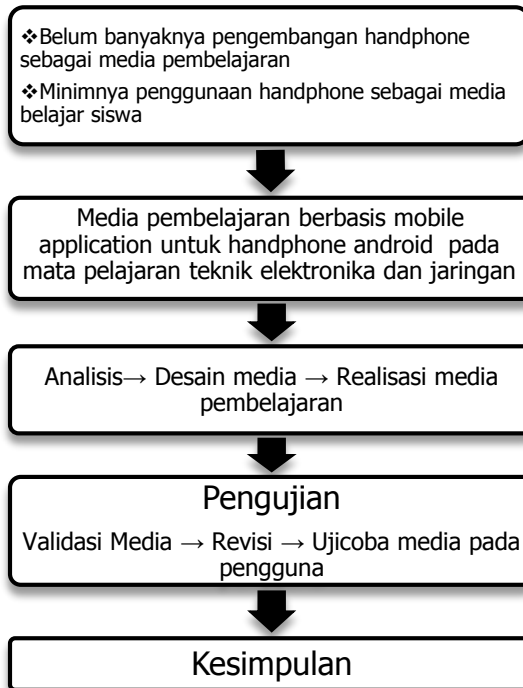 ❖Belum banyaknya pengembangan handphone
sebagai media pembelajaran
❖Minimnya penggunaan handphone sebagai media
belajar siswa
Media pembelajaran berbasis mobile
application untuk handphone android pada
mata pelajaran teknik elektronika dan jaringan
Analisis→ Desain media → Realisasi media
pembelajaran
Pengujian
Validasi Media → Revisi → Ujicoba media pada
pengguna
Kesimpulan